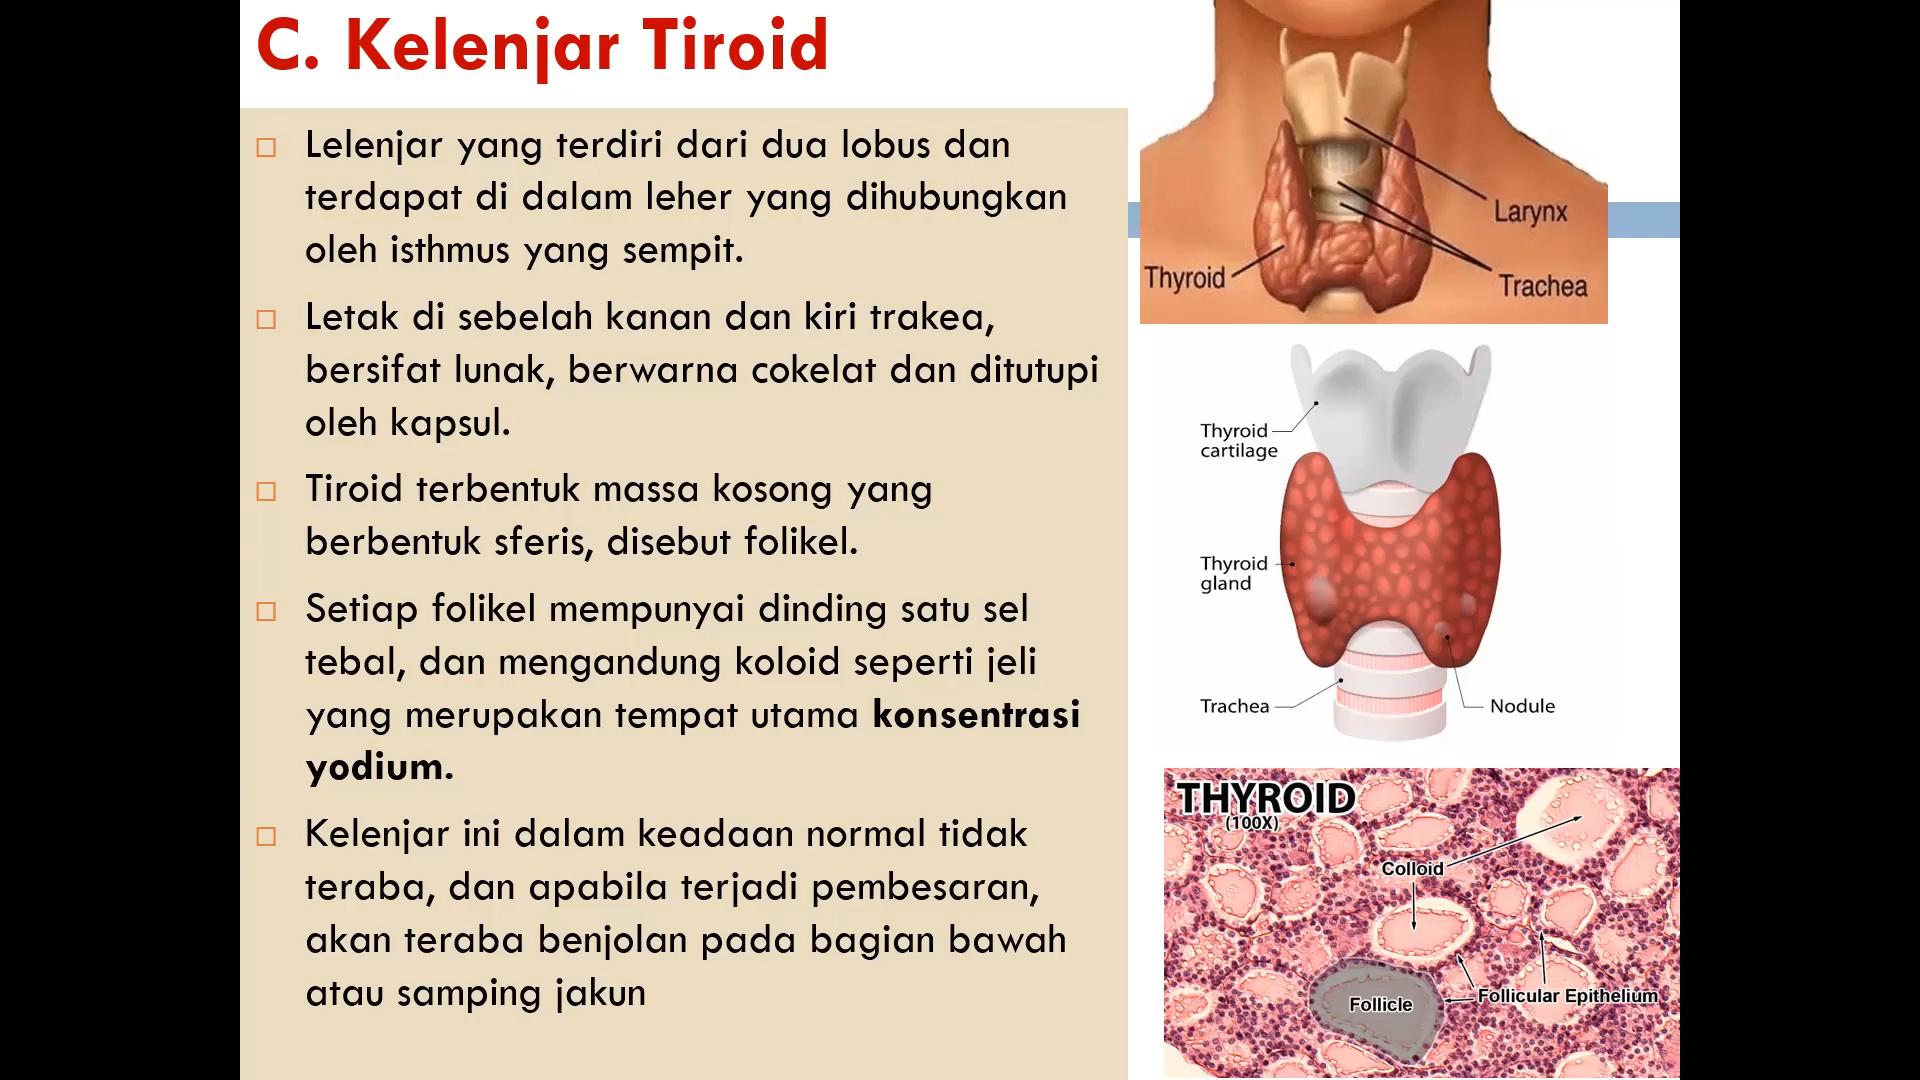 C. Kelenjar Tiroid
Lelenjar yang terdiri dari dua lobus dan
terdapat di dalam leher yang dihubungkan
oleh isthmus yang sempit.
Letak di sebelah kanan dan kiri trakea,
bersifat lunak, berwarna cokelat dan ditutupi
oleh kapsul.
Tiroid terbentuk massa kosong yang
berbentuk sferis, disebut folikel.
Setiap folikel mempunyai dinding satu sel
tebal, dan mengandung koloid seperti jeli
yang merupakan tempat utama konsentrasi
yodium.
Kelenjar ini dalam keadaan normal tidak
teraba, dan apabila terjadi pembesaran,
akan teraba benjolan pada bagian bawah
atau samping jakun
Larynx
Thyroid
Trachea
Thyroid
cartilage
Thyroid
gland
Trachea
Nodule
THYROID
(100X)
Colloid
Follicular Epithelium
Follicle